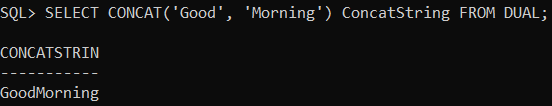 SQL> SELECT CONCAT('Good', 'Morning') ConcatString FROM DUAL;
CONCATSTRIN
-----------
GoodMorning